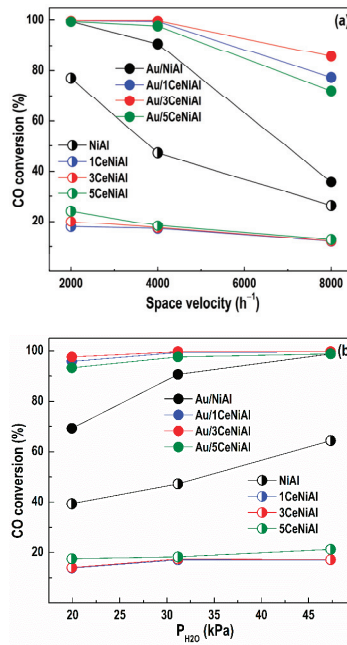 (a)
100
80
60
40
20
CO conversion (%)
Au/NiAl
Au/1CeNiAl
Au/3CeNiAl
Au/5CeNiAl
NiAl
1CeNiAl
3CeNiAl
5CeNiAl
2000 4000 6000 8000
Space velocity (h⁻¹)
(b)
100
80
60
40
20
CO conversion (%)
Au/NiAl
Au/1CeNiAl
Au/3CeNiAl
Au/5CeNiAl
NiAl
1CeNiAl
3CeNiAl
5CeNiAl
20 25 30 35 40 45
P_H2O (kPa)